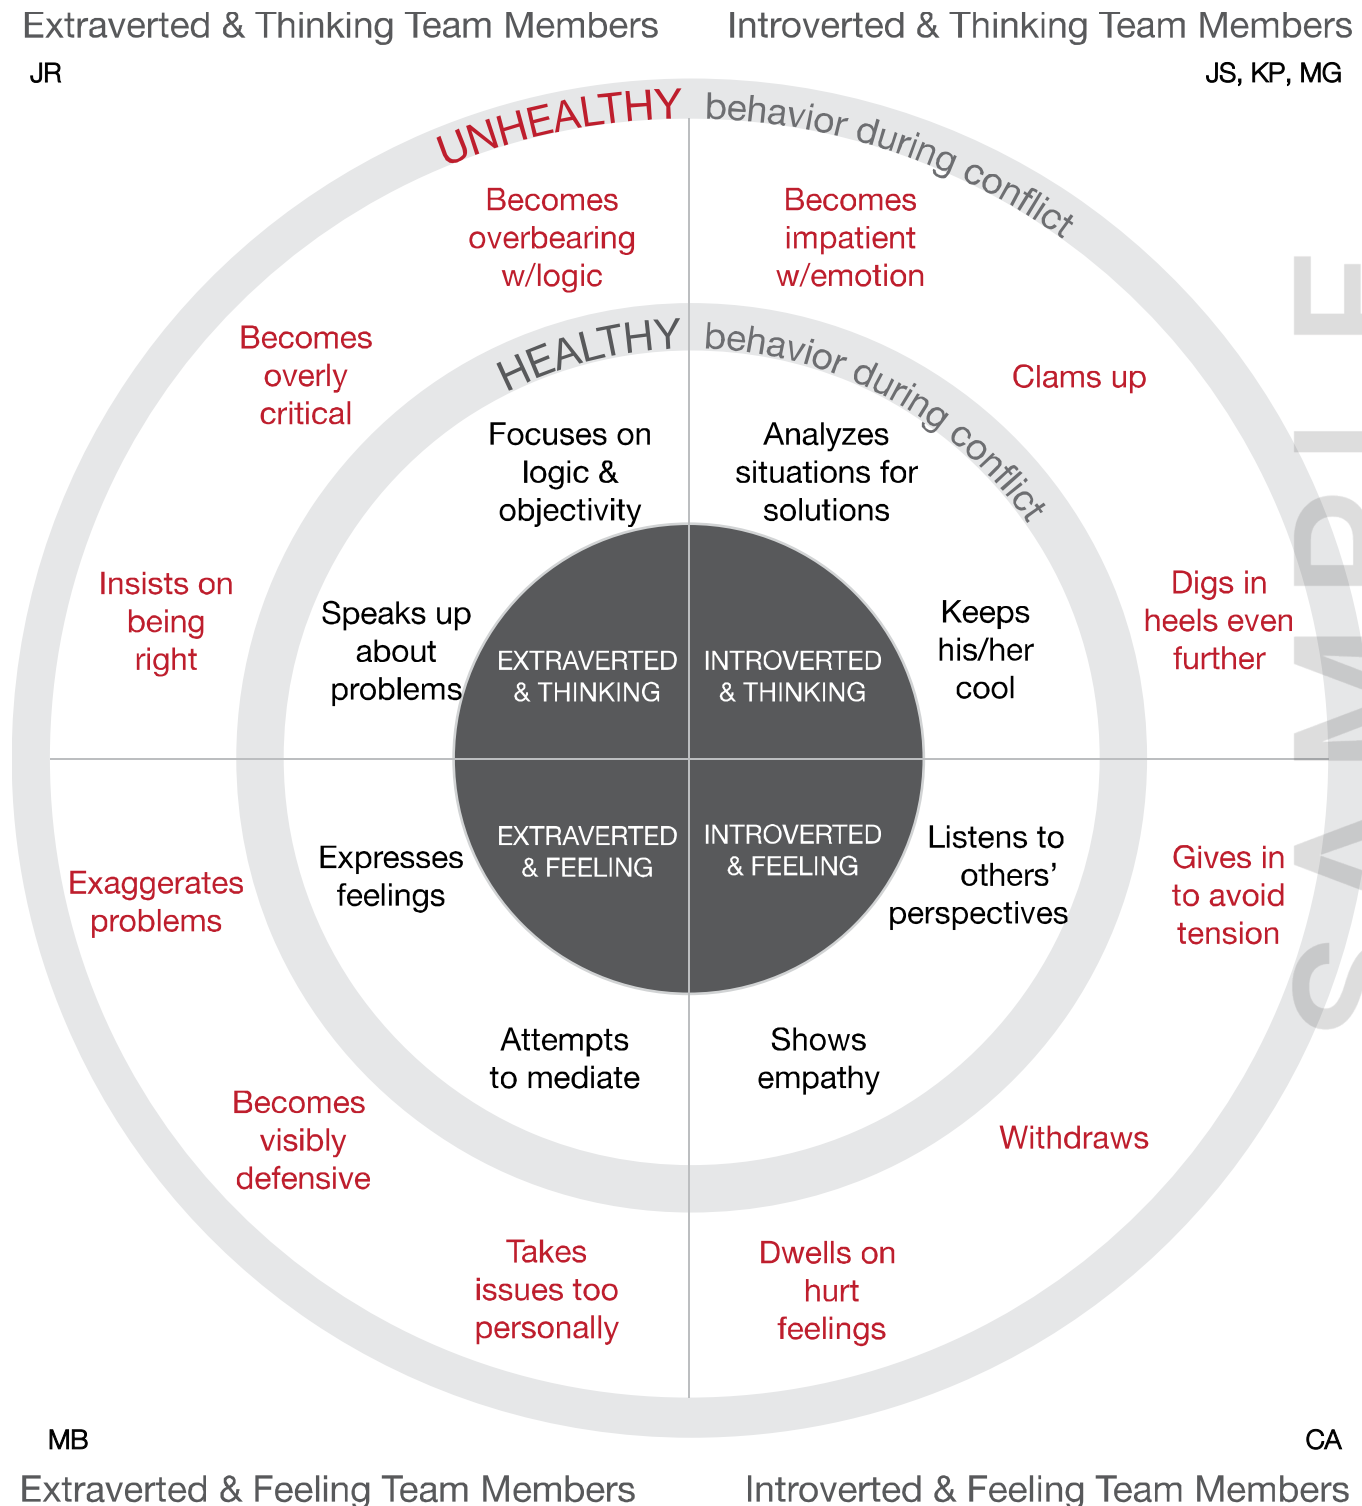 Extraverted & Thinking Team Members
Introverted & Thinking Team Members
JR
JS, KP, MG
UNHEALTHY behavior during conflict
Becomes
overbearing
w/logic
Becomes
impatient
w/emotion
Becomes
overly
critical
Clams up
Insists on
being
right
Digs in
heels even
further
HEALTHY behavior during conflict
Focuses on
logic &
objectivity
Analyzes
situations for
solutions
Speaks up
about
problems
Keeps
his/her
cool
EXTRAVERTED
& THINKING
INTROVERTED
& THINKING
EXTRAVERTED
& FEELING
INTROVERTED
& FEELING
Expresses
feelings
Listens to
others’
perspectives
Attempts
to mediate
Shows
empathy
Exaggerates
problems
Gives in
to avoid
tension
Becomes
visibly
defensive
Withdraws
Takes
issues too
personally
Dwells on
hurt
feelings
SAMPLE
MB
CA
Extraverted & Feeling Team Members
Introverted & Feeling Team Members